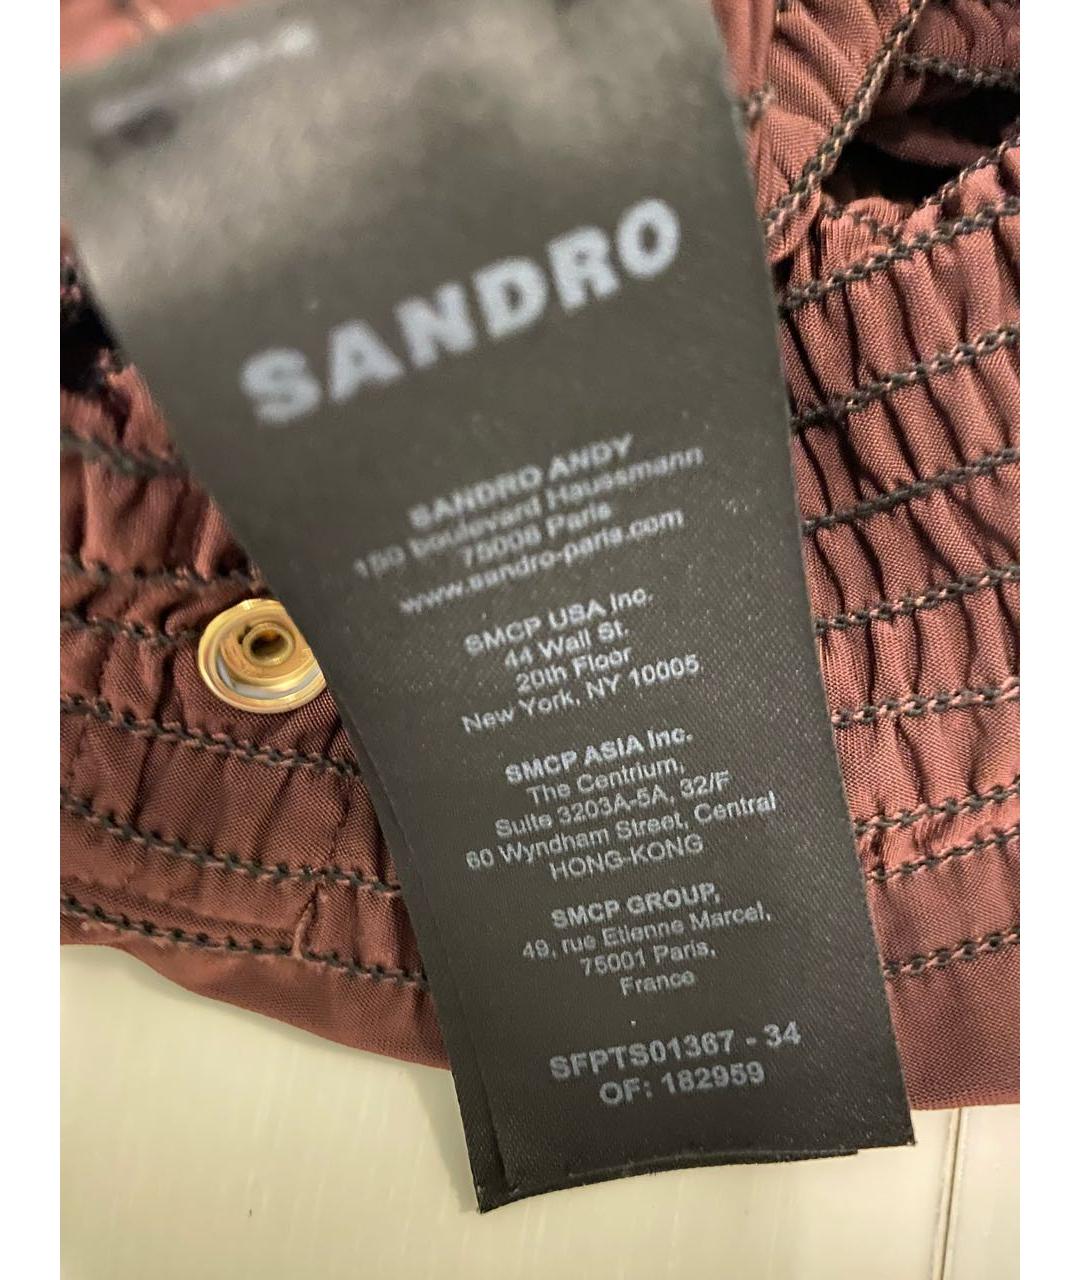 SANDRO
SANDRO ANDY
150 boulevard Haussmann
75008 Paris
www.sandro-paris.com
SMCP USA Inc.
44 Wall St.
20th Floor
New York, NY 10005
SMCP ASIA Inc.
The Centrium,
Suite 3203A-5A, 32/F
60 Wyndham Street, Central
HONG-KONG
SMCP GROUP,
49, rue Etienne Marcel,
75001 Paris,
France
SFPTS01367 - 34
OF: 182959